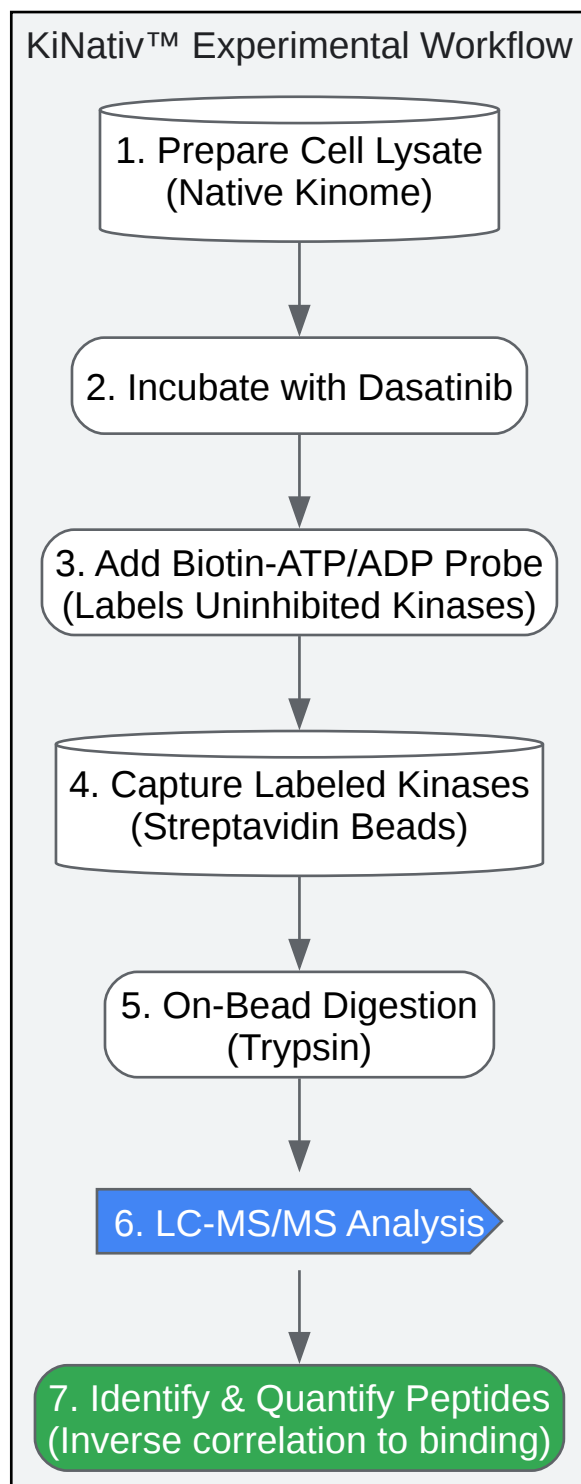 KiNativ™ Experimental Workflow
1. Prepare Cell Lysate
(Native Kinome)
2. Incubate with Dasatinib
3. Add Biotin-ATP/ADP Probe
(Labels Uninhibited Kinases)
4. Capture Labeled Kinases
(Streptavidin Beads)
5. On-Bead Digestion
(Trypsin)
6. LC-MS/MS Analysis
7. Identify & Quantify Peptides
(Inverse correlation to binding)